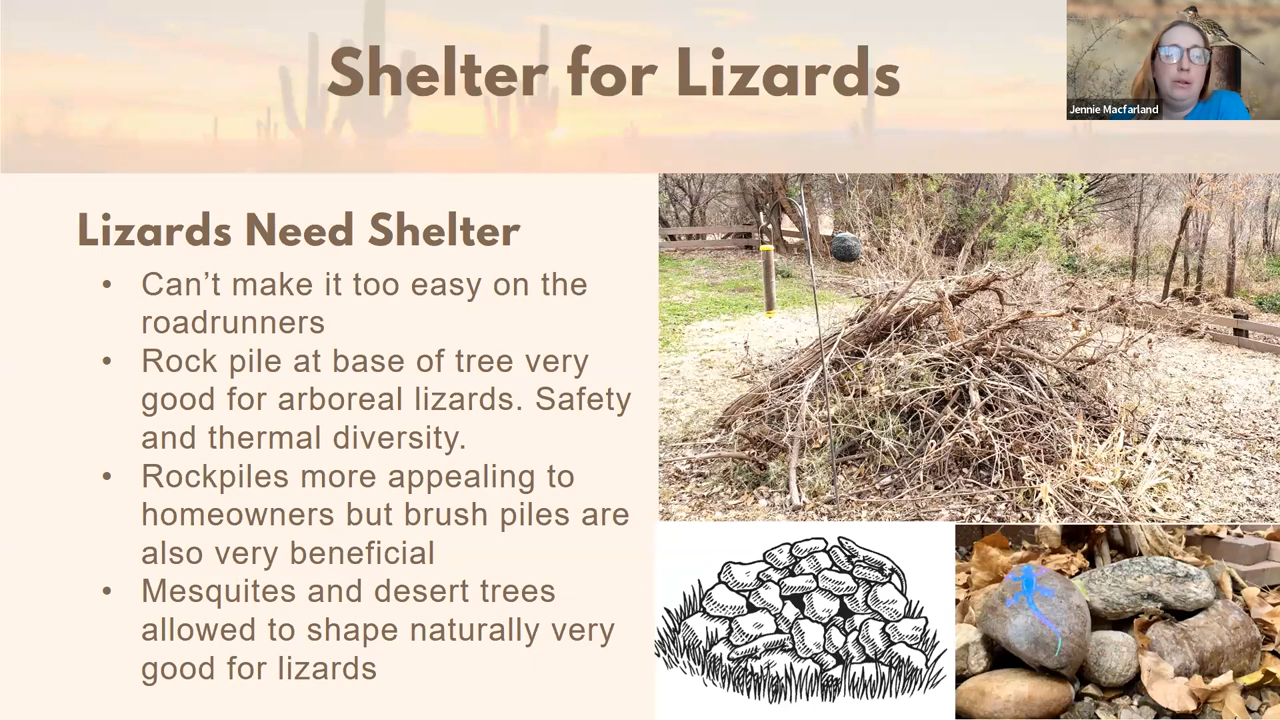 Shelter for Lizards
Jennie Macfarland
Lizards Need Shelter
• Can’t make it too easy on the
roadrunners
• Rock pile at base of tree very
good for arboreal lizards. Safety
and thermal diversity.
• Rockpiles more appealing to
homeowners but brush piles are
also very beneficial
• Mesquites and desert trees
allowed to shape naturally very
good for lizards